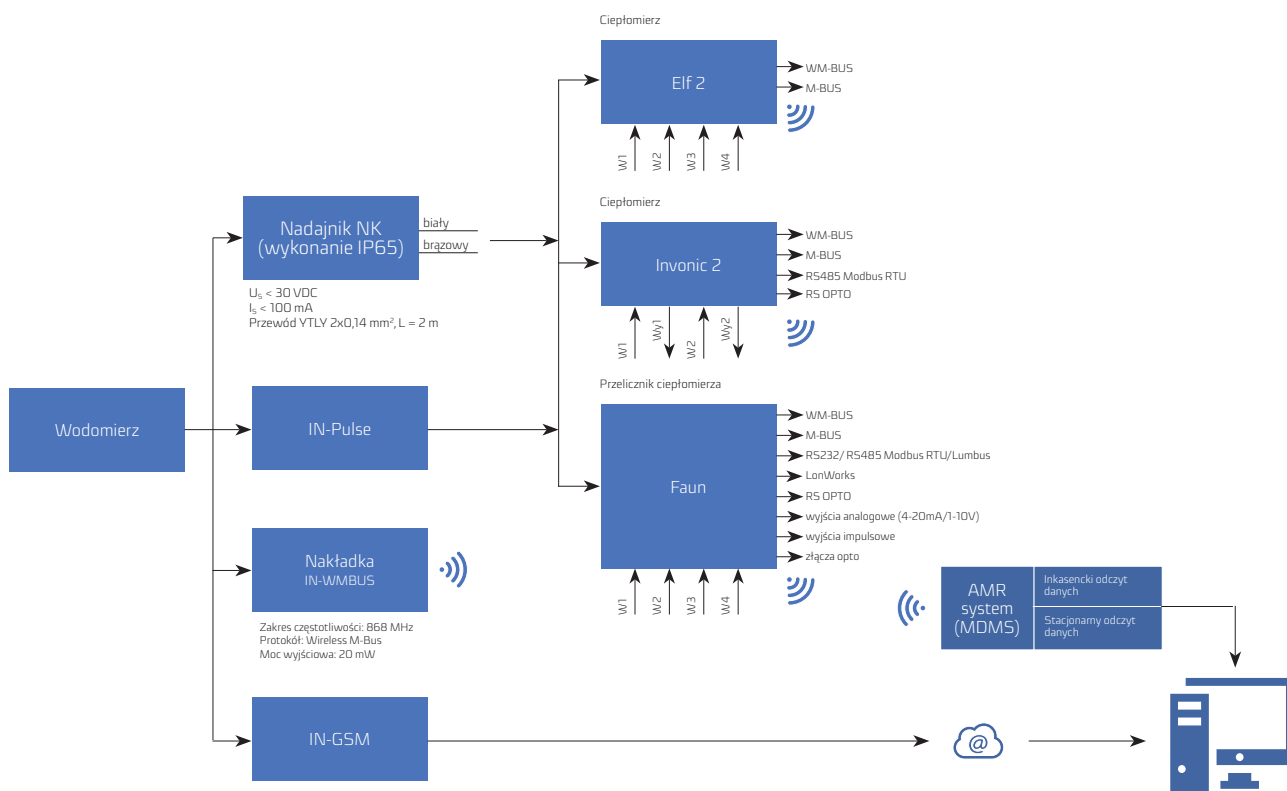 Ciepłomierz
Elf 2
WM-BUS
M-BUS
W1
W2
W3
W4
Nadajnik NK
(wykonanie IP65)
biały
brązowy
U₅ < 30 VDC
I₅ < 100 mA
Przewód YTLY 2x0,14 mm², L = 2 m
Ciepłomierz
Invonic 2
WM-BUS
M-BUS
RS485 Modbus RTU
RS OPTO
W1
Wy1
W2
Wy2
Wodomierz
IN-Pulse
Przelicznik ciepłomierza
Faun
WM-BUS
M-BUS
RS232/ RS485 Modbus RTU/Lumbus
LonWorks
RS OPTO
wyjścia analogowe (4-20mA/1-10V)
wyjścia impulsowe
złącza opto
W1
W2
W3
W4
Nakładka
IN-WMBUS
Zakres częstotliwości: 868 MHz
Protokół: Wireless M-Bus
Moc wyjściowa: 20 mW
AMR
system
(MDMS)
Inkasencki odczyt
danych
Stacjonarny odczyt
danych
IN-GSM
@